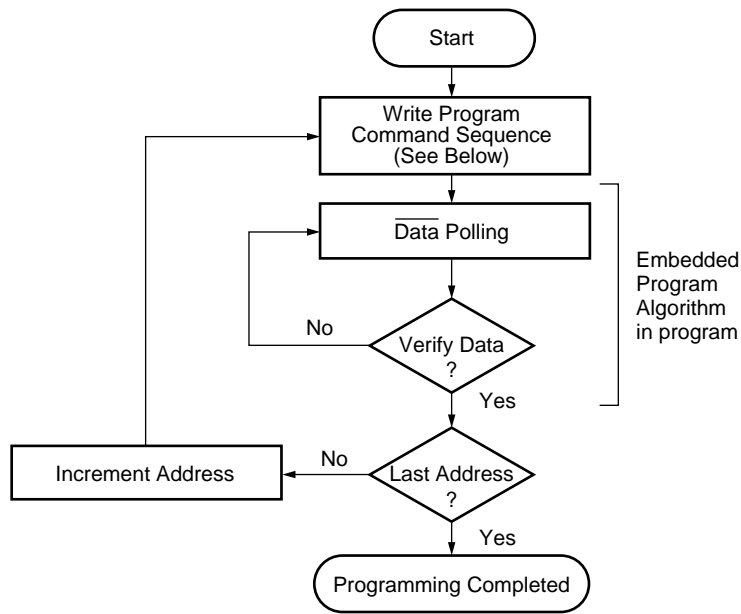 Start
Write Program
Command Sequence
(See Below)
Data Polling
Embedded
Program
Algorithm
in program
No
Verify Data
?
Yes
Increment Address
No
Last Address
?
Yes
Programming Completed